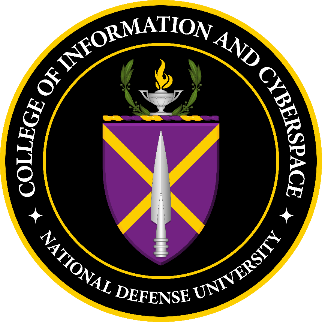 COLLEGE OF INFORMATION AND CYBERSPACE
NATIONAL DEFENSE UNIVERSITY